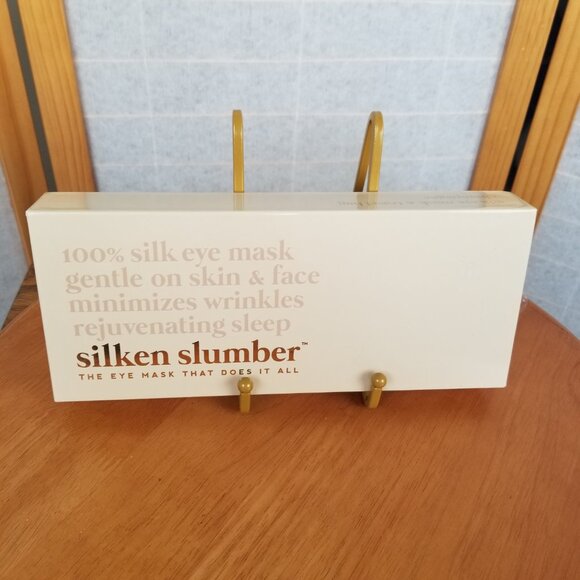 100% silk eye mask
gentle on skin & face
minimizes wrinkles
rejuvenating sleep
silken slumber™
THE EYE MASK THAT DOES IT ALL